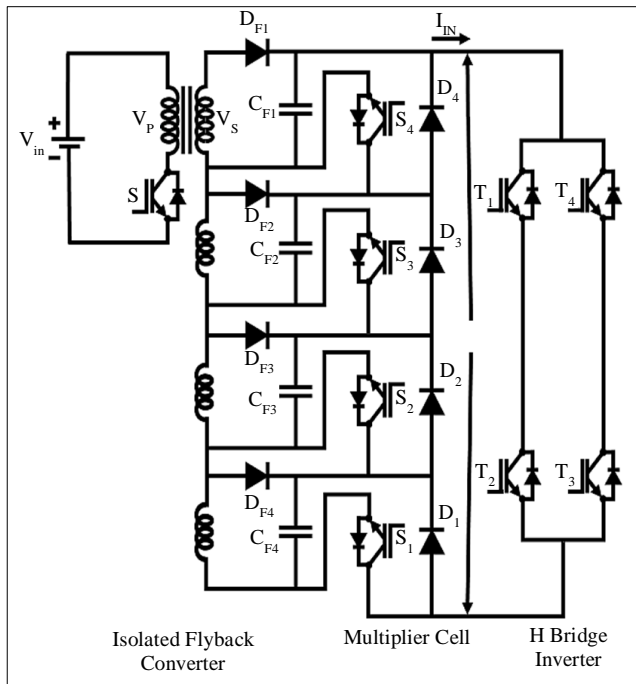 D_F1
I_IN
V_in
V_P
V_S
C_F1
S_4
D_4
S
T_1
T_4
D_F2
C_F2
S_3
D_3
D_F3
C_F3
S_2
D_2
T_2
T_3
D_F4
C_F4
S_1
D_1
Isolated Flyback
Converter
Multiplier Cell
H Bridge
Inverter